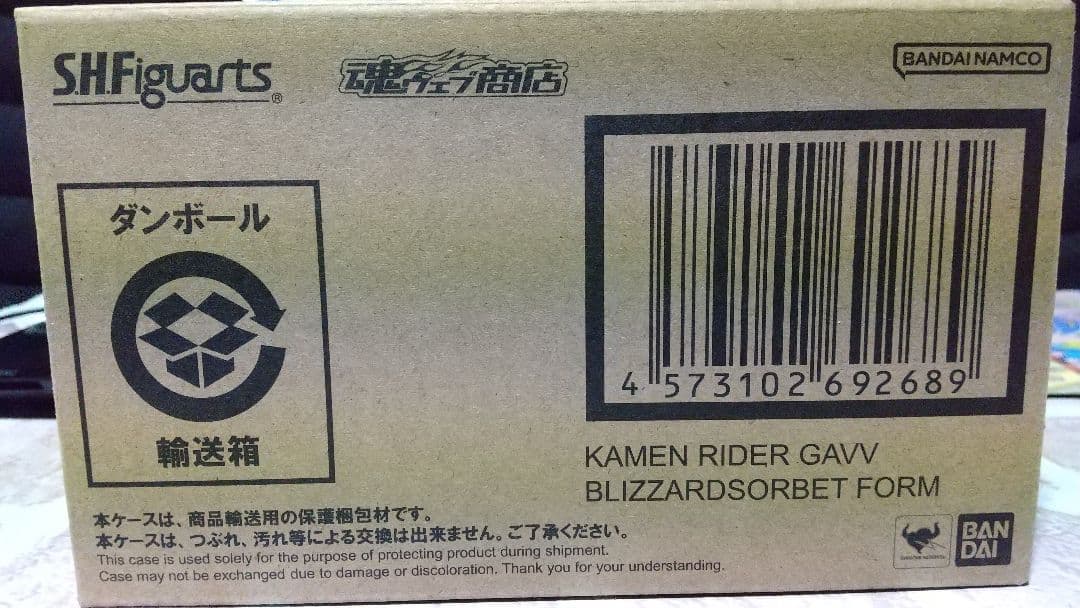 S.H.Figuarts®
魂ウェブ商店
BANDAI NAMCO
ダンボール
輸送箱
4 573102 692689
KAMEN RIDER GAVV
BLIZZARDSORBET FORM
本ケースは、商品輸送用の保護梱包材です。
本ケースは、つぶれ、汚れ等による交換は出来ません。ご了承ください。
This case is used solely for the purpose of protecting product during shipment.
Case may not be exchanged due to damage or discoloration. Thank you for your understanding.
BAN
DAI